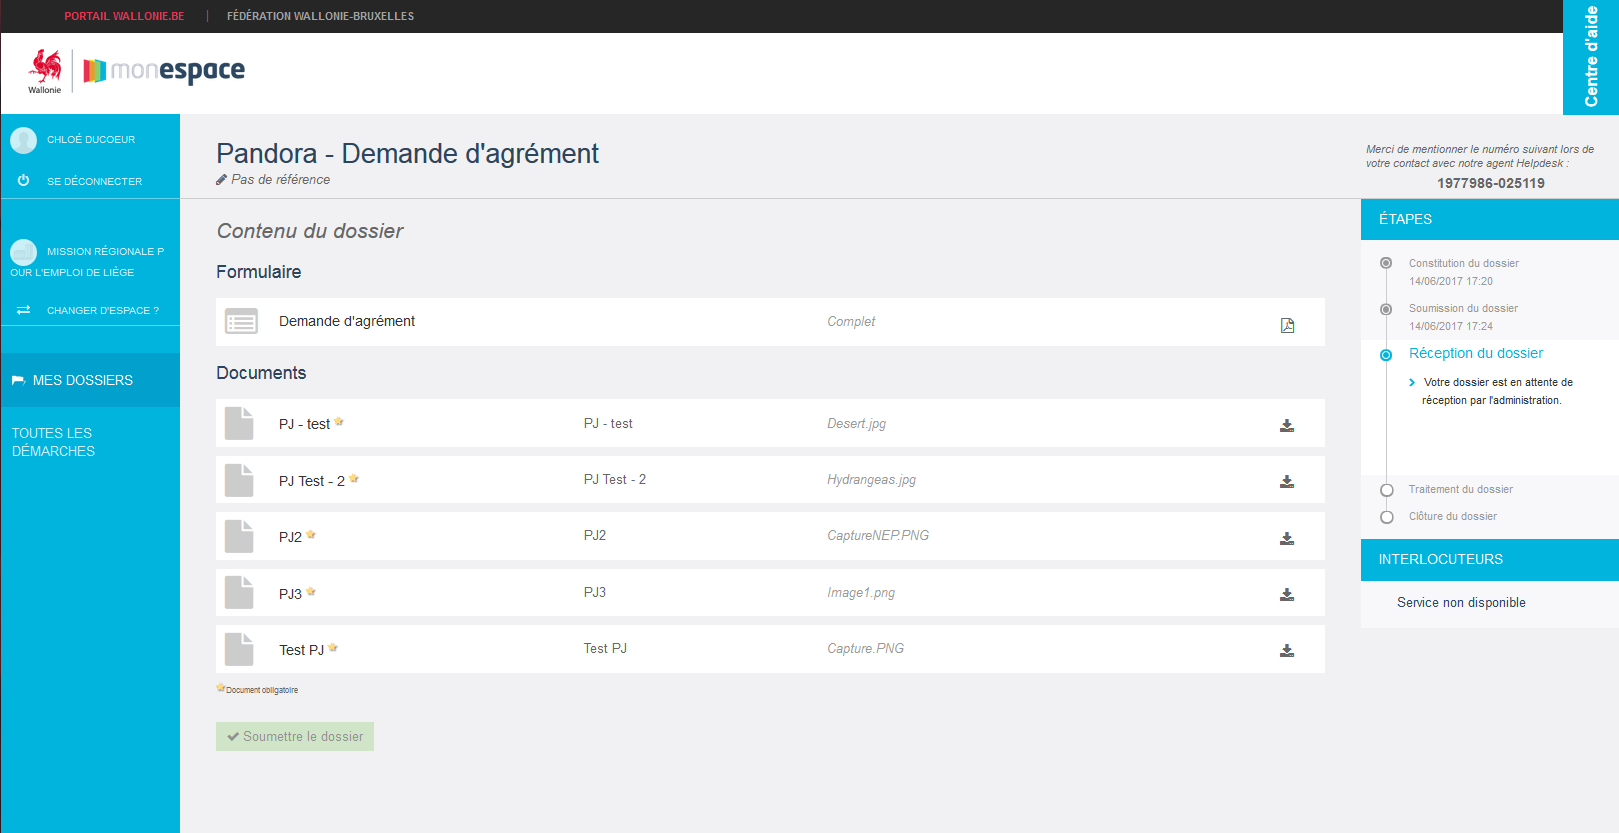 PORTAIL WALLONIE.BE | FÉDÉRATION WALLONIE-BRUXELLES
Centre d'aide
Wallonie
monespace
CHLOÉ DUCOEUR
SE DÉCONNECTER
MISSION RÉGIONALE P
OUR L'EMPLOI DE LIÈGE
CHANGER D'ESPACE ?
MES DOSSIERS
TOUTES LES
DÉMARCHES
Pandora - Demande d'agrément
Pas de référence
Merci de mentionner le numéro suivant lors de
votre contact avec notre agent Helpdesk :
1977986-025119
Contenu du dossier
Formulaire
Demande d'agrément Complet
Documents
PJ - test PJ - test Desert.jpg
PJ Test - 2 PJ Test - 2 Hydrangeas.jpg
PJ2 PJ2 CaptureNEP.PNG
PJ3 PJ3 Image1.png
Test PJ Test PJ Capture.PNG
Document obligatoire
Soumettre le dossier
ÉTAPES
Constitution du dossier
14/06/2017 17:20
Soumission du dossier
14/06/2017 17:24
Réception du dossier
Votre dossier est en attente de
réception par l'administration.
Traitement du dossier
Clôture du dossier
INTERLOCUTEURS
Service non disponible